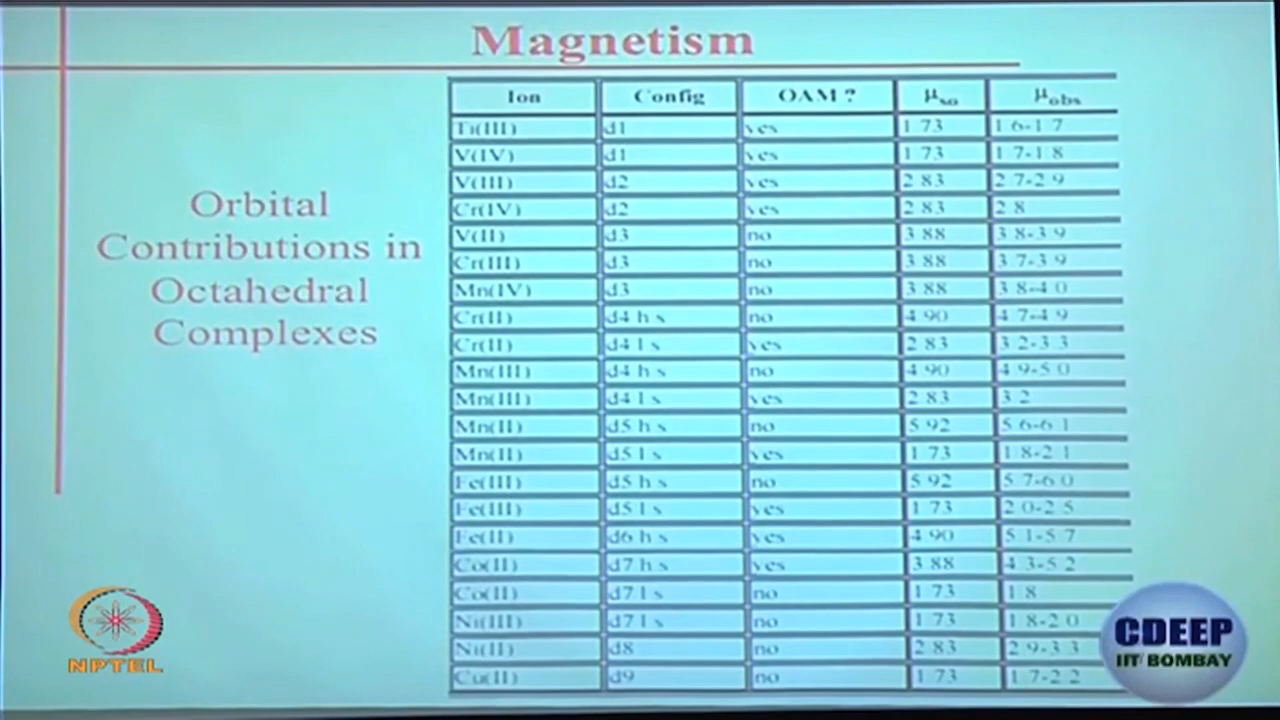 Magnetism
Orbital
Contributions in
Octahedral
Complexes
Ion Config OAM ? μso μobs
Ti(III) d1 yes 1.73 1.6-1.7
V(IV) d1 yes 1.73 1.7-1.8
V(III) d2 yes 2.83 2.7-2.9
Cr(IV) d2 yes 2.83 2.8
V(II) d3 no 3.88 3.8-3.9
Cr(III) d3 no 3.88 3.7-3.9
Mn(IV) d3 no 3.88 3.8-4.0
Cr(II) d4 h.s. no 4.90 4.7-4.9
Cr(II) d4 l.s. yes 2.83 3.2-3.3
Mn(III) d4 h.s. no 4.90 4.9-5.0
Mn(III) d4 l.s. yes 2.83 3.2
Mn(II) d5 h.s. no 5.92 5.6-6.1
Mn(II) d5 l.s. yes 1.73 1.8-2.1
Fe(III) d5 h.s. no 5.92 5.7-6.0
Fe(III) d5 l.s. yes 1.73 2.0-2.5
Fe(II) d6 h.s. yes 4.90 5.1-5.7
Co(II) d7 h.s. yes 3.88 4.3-5.2
Co(II) d7 l.s. no 1.73 1.8
Ni(III) d7 l.s. no 1.73 1.8-2.0
Ni(II) d8 no 2.83 2.9-3.3
Cu(II) d9 no 1.73 1.7-2.2
NPTEL
CDEEP
IIT BOMBAY